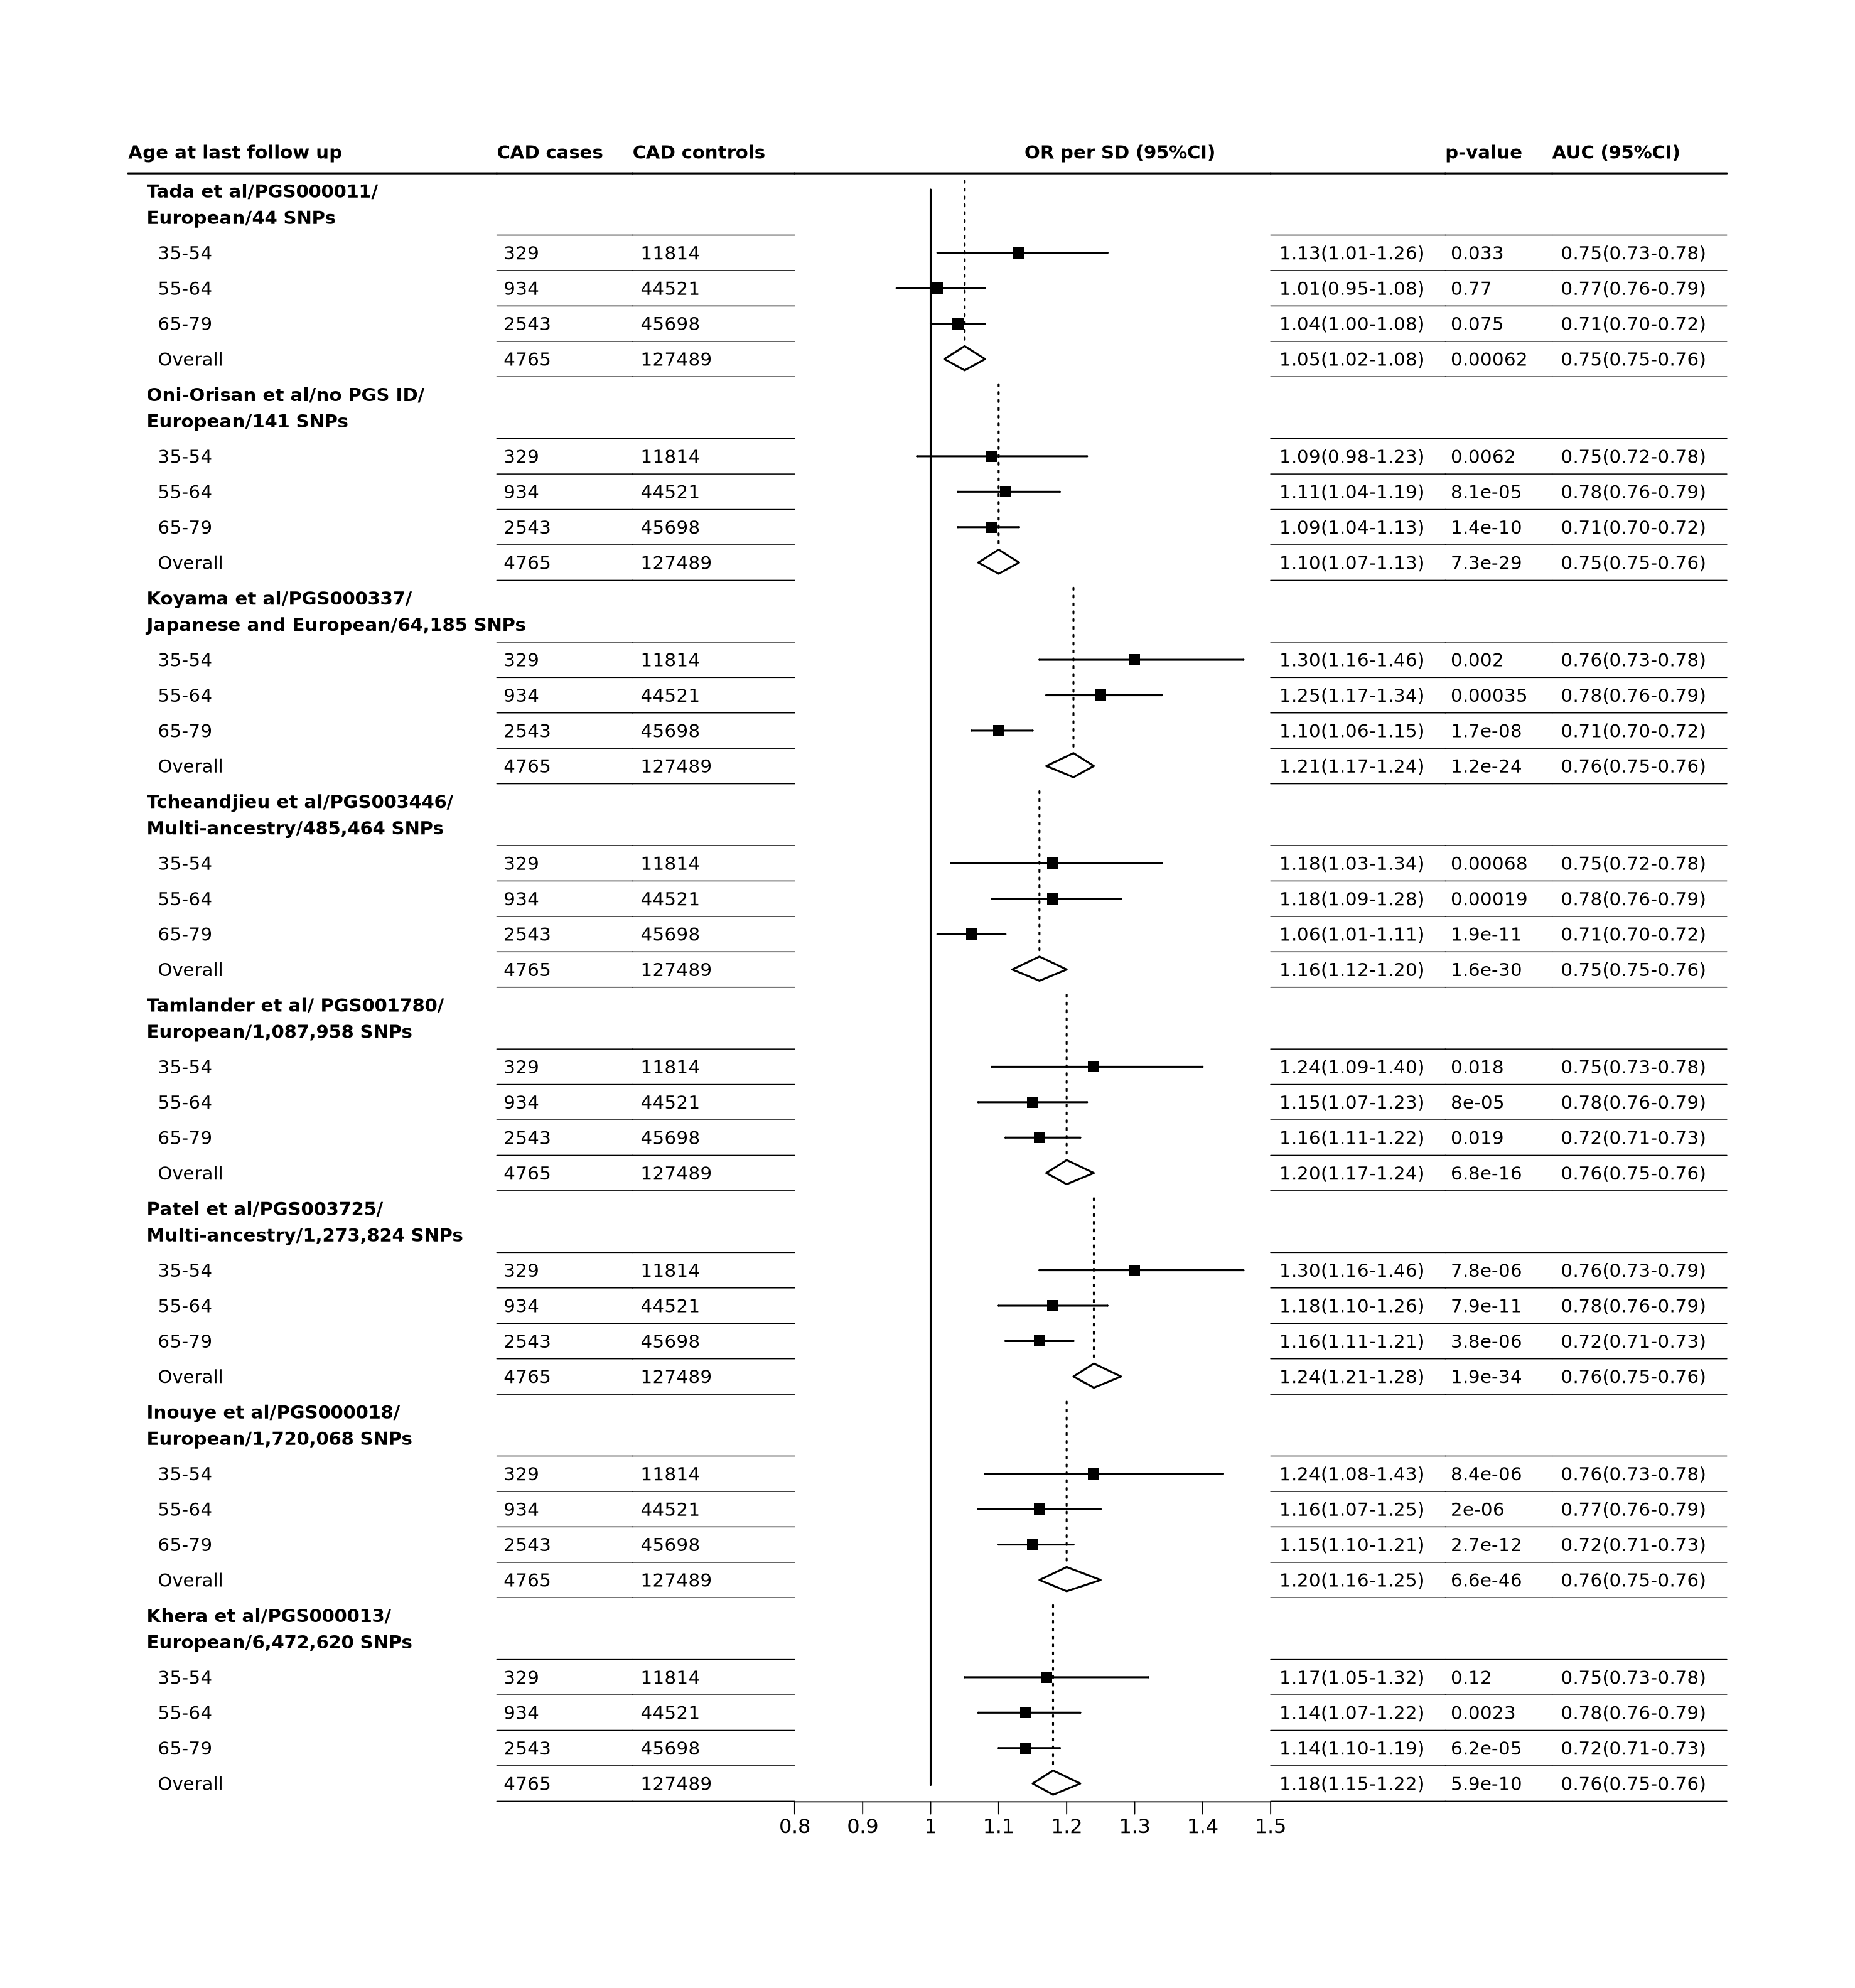 Age at last follow up CAD cases CAD controls OR per SD (95%CI) p-value AUC (95%CI)
Tada et al/PGS000011/
European/44 SNPs
35-54 329 11814 1.13(1.01-1.26) 0.033 0.75(0.73-0.78)
55-64 934 44521 1.01(0.95-1.08) 0.77 0.77(0.76-0.79)
65-79 2543 45698 1.04(1.00-1.08) 0.075 0.71(0.70-0.72)
Overall 4765 127489 1.05(1.02-1.08) 0.00062 0.75(0.75-0.76)
Oni-Orisan et al/no PGS ID/
European/141 SNPs
35-54 329 11814 1.09(0.98-1.23) 0.0062 0.75(0.72-0.78)
55-64 934 44521 1.11(1.04-1.19) 8.1e-05 0.78(0.76-0.79)
65-79 2543 45698 1.09(1.04-1.13) 1.4e-10 0.71(0.70-0.72)
Overall 4765 127489 1.10(1.07-1.13) 7.3e-29 0.75(0.75-0.76)
Koyama et al/PGS000337/
Japanese and European/64,185 SNPs
35-54 329 11814 1.30(1.16-1.46) 0.002 0.76(0.73-0.78)
55-64 934 44521 1.25(1.17-1.34) 0.00035 0.78(0.76-0.79)
65-79 2543 45698 1.10(1.06-1.15) 1.7e-08 0.71(0.70-0.72)
Overall 4765 127489 1.21(1.17-1.24) 1.2e-24 0.76(0.75-0.76)
Tcheandjieu et al/PGS003446/
Multi-ancestry/485,464 SNPs
35-54 329 11814 1.18(1.03-1.34) 0.00068 0.75(0.72-0.78)
55-64 934 44521 1.18(1.09-1.28) 0.00019 0.78(0.76-0.79)
65-79 2543 45698 1.06(1.01-1.11) 1.9e-11 0.71(0.70-0.72)
Overall 4765 127489 1.16(1.12-1.20) 1.6e-30 0.75(0.75-0.76)
Tamlander et al/ PGS001780/
European/1,087,958 SNPs
35-54 329 11814 1.24(1.09-1.40) 0.018 0.75(0.73-0.78)
55-64 934 44521 1.15(1.07-1.23) 8e-05 0.78(0.76-0.79)
65-79 2543 45698 1.16(1.11-1.22) 0.019 0.72(0.71-0.73)
Overall 4765 127489 1.20(1.17-1.24) 6.8e-16 0.76(0.75-0.76)
Patel et al/PGS003725/
Multi-ancestry/1,273,824 SNPs
35-54 329 11814 1.30(1.16-1.46) 7.8e-06 0.76(0.73-0.79)
55-64 934 44521 1.18(1.10-1.26) 7.9e-11 0.78(0.76-0.79)
65-79 2543 45698 1.16(1.11-1.21) 3.8e-06 0.72(0.71-0.73)
Overall 4765 127489 1.24(1.21-1.28) 1.9e-34 0.76(0.75-0.76)
Inouye et al/PGS000018/
European/1,720,068 SNPs
35-54 329 11814 1.24(1.08-1.43) 8.4e-06 0.76(0.73-0.78)
55-64 934 44521 1.16(1.07-1.25) 2e-06 0.77(0.76-0.79)
65-79 2543 45698 1.15(1.10-1.21) 2.7e-12 0.72(0.71-0.73)
Overall 4765 127489 1.20(1.16-1.25) 6.6e-46 0.76(0.75-0.76)
Khera et al/PGS000013/
European/6,472,620 SNPs
35-54 329 11814 1.17(1.05-1.32) 0.12 0.75(0.73-0.78)
55-64 934 44521 1.14(1.07-1.22) 0.0023 0.78(0.76-0.79)
65-79 2543 45698 1.14(1.10-1.19) 6.2e-05 0.72(0.71-0.73)
Overall 4765 127489 1.18(1.15-1.22) 5.9e-10 0.76(0.75-0.76)
0.8 0.9 1 1.1 1.2 1.3 1.4 1.5